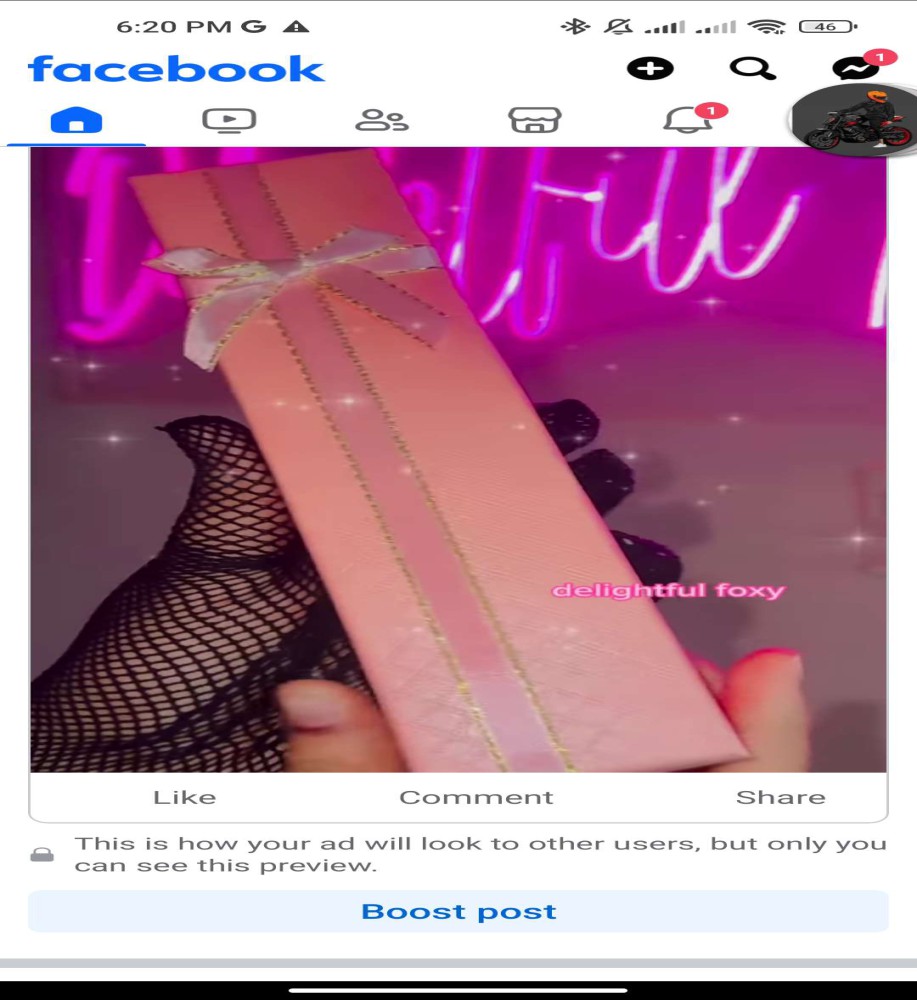 6:20 PM G
46
facebook
1
1
delightful foxy
Like Comment Share
This is how your ad will look to other users, but only you
can see this preview.
Boost post